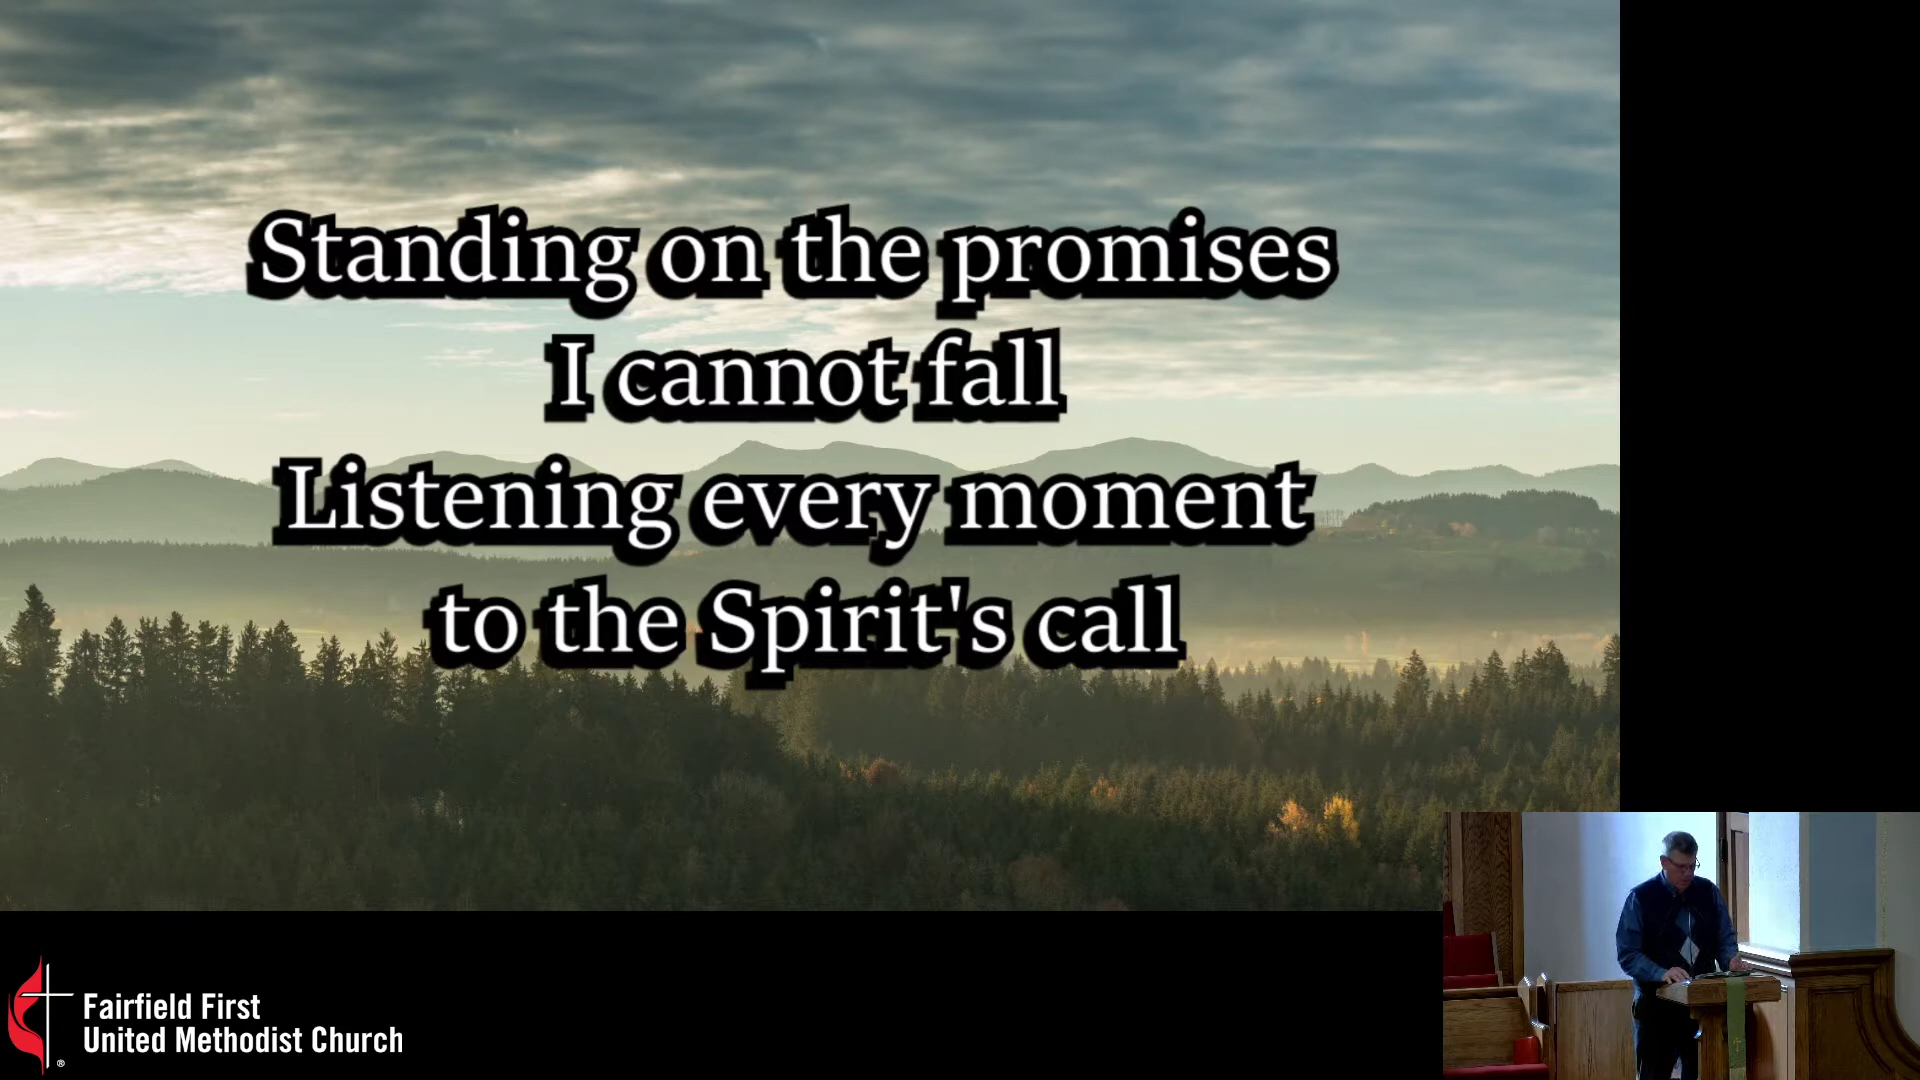 Standing on the promises
I cannot fall
Listening every moment
to the Spirit's call
Fairfield First
United Methodist Church
®